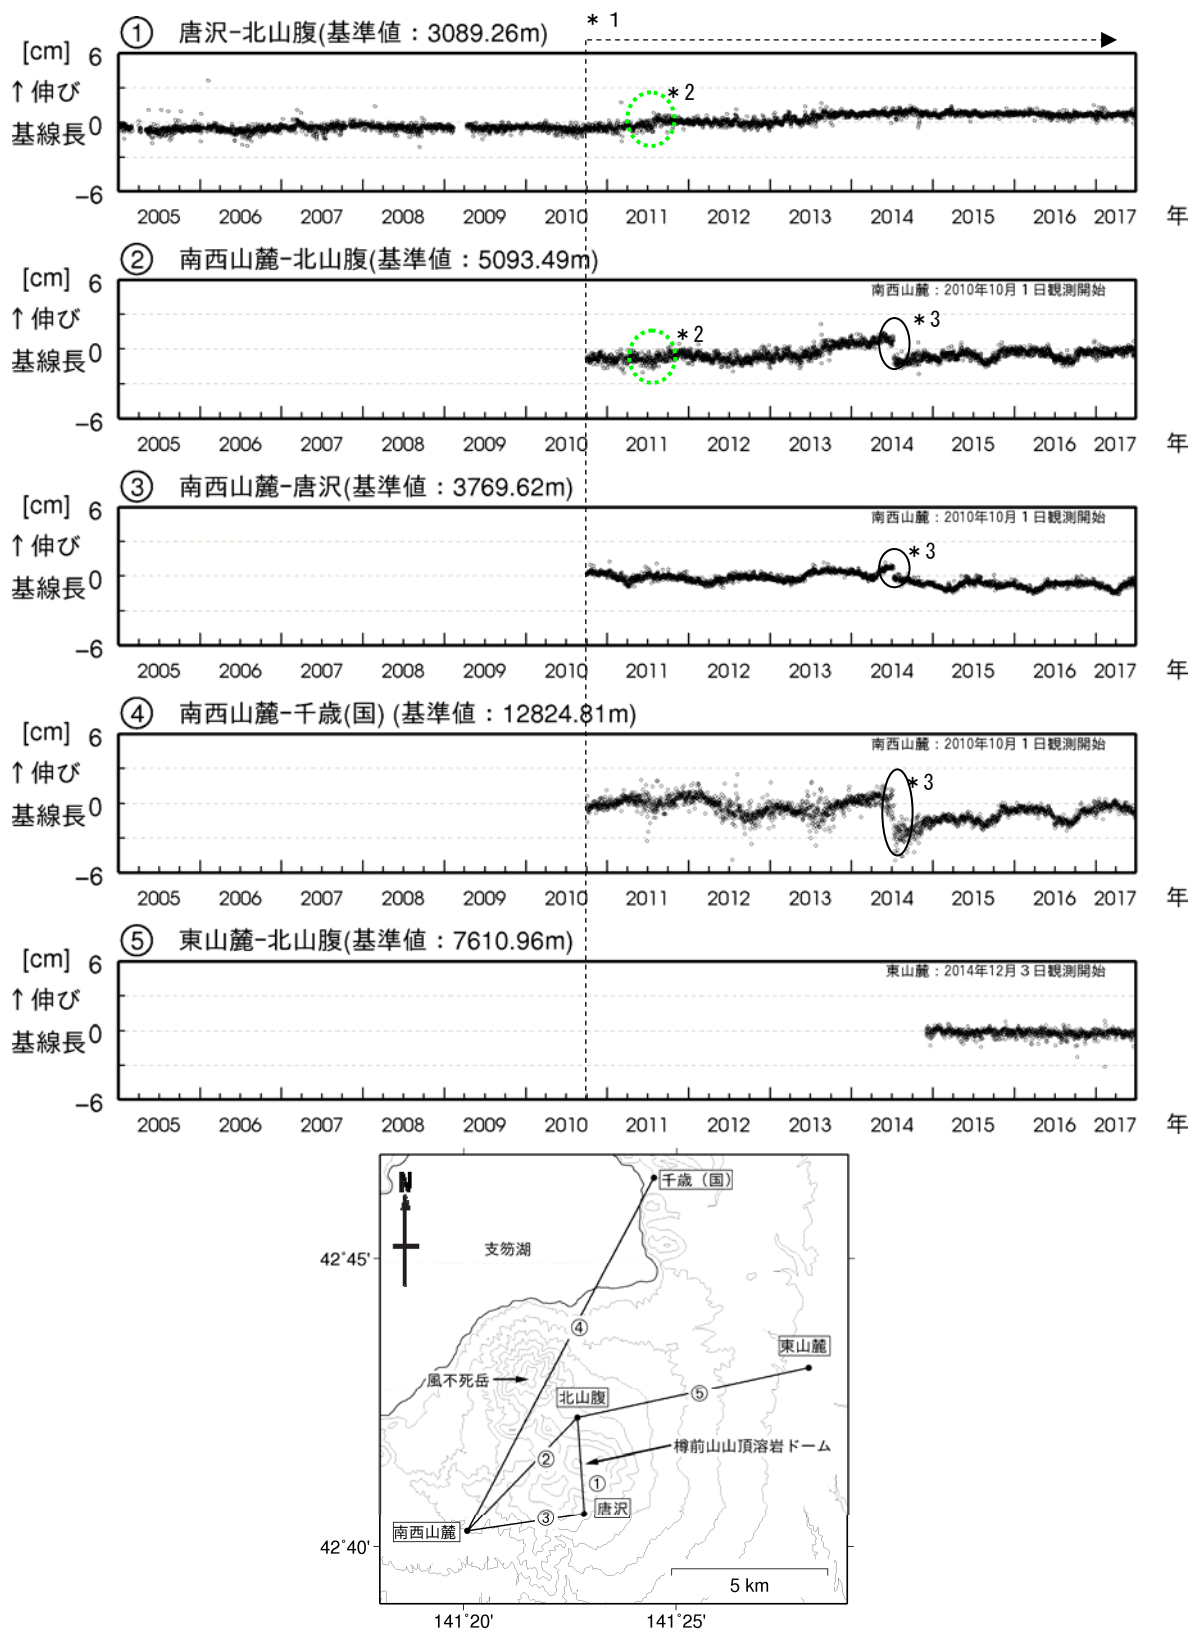 ① 唐沢-北山腹(基準値：3089.26m)
＊1
[cm] 6
↑伸び
＊2
基線長 0
-6
2005 2006 2007 2008 2009 2010 2011 2012 2013 2014 2015 2016 2017 年
② 南西山麓-北山腹(基準値：5093.49m)
[cm] 6
南西山麓：2010年10月1日観測開始
↑伸び
＊2 ＊3
基線長 0
-6
2005 2006 2007 2008 2009 2010 2011 2012 2013 2014 2015 2016 2017 年
③ 南西山麓-唐沢(基準値：3769.62m)
[cm] 6
南西山麓：2010年10月1日観測開始
↑伸び
＊3
基線長 0
-6
2005 2006 2007 2008 2009 2010 2011 2012 2013 2014 2015 2016 2017 年
④ 南西山麓-千歳(国) (基準値：12824.81m)
[cm] 6
南西山麓：2010年10月1日観測開始
↑伸び
＊3
基線長 0
-6
2005 2006 2007 2008 2009 2010 2011 2012 2013 2014 2015 2016 2017 年
⑤ 東山麓-北山腹(基準値：7610.96m)
[cm] 6
東山麓：2014年12月3日観測開始
↑伸び
基線長 0
-6
2005 2006 2007 2008 2009 2010 2011 2012 2013 2014 2015 2016 2017 年
N
千歳（国）
支笏湖
42°45'
④
東山麓
風不死岳
北山腹
⑤
樽前山山頂溶岩ドーム
②
①
唐沢
③
南西山麓
42°40'
5 km
141°20' 141°25'